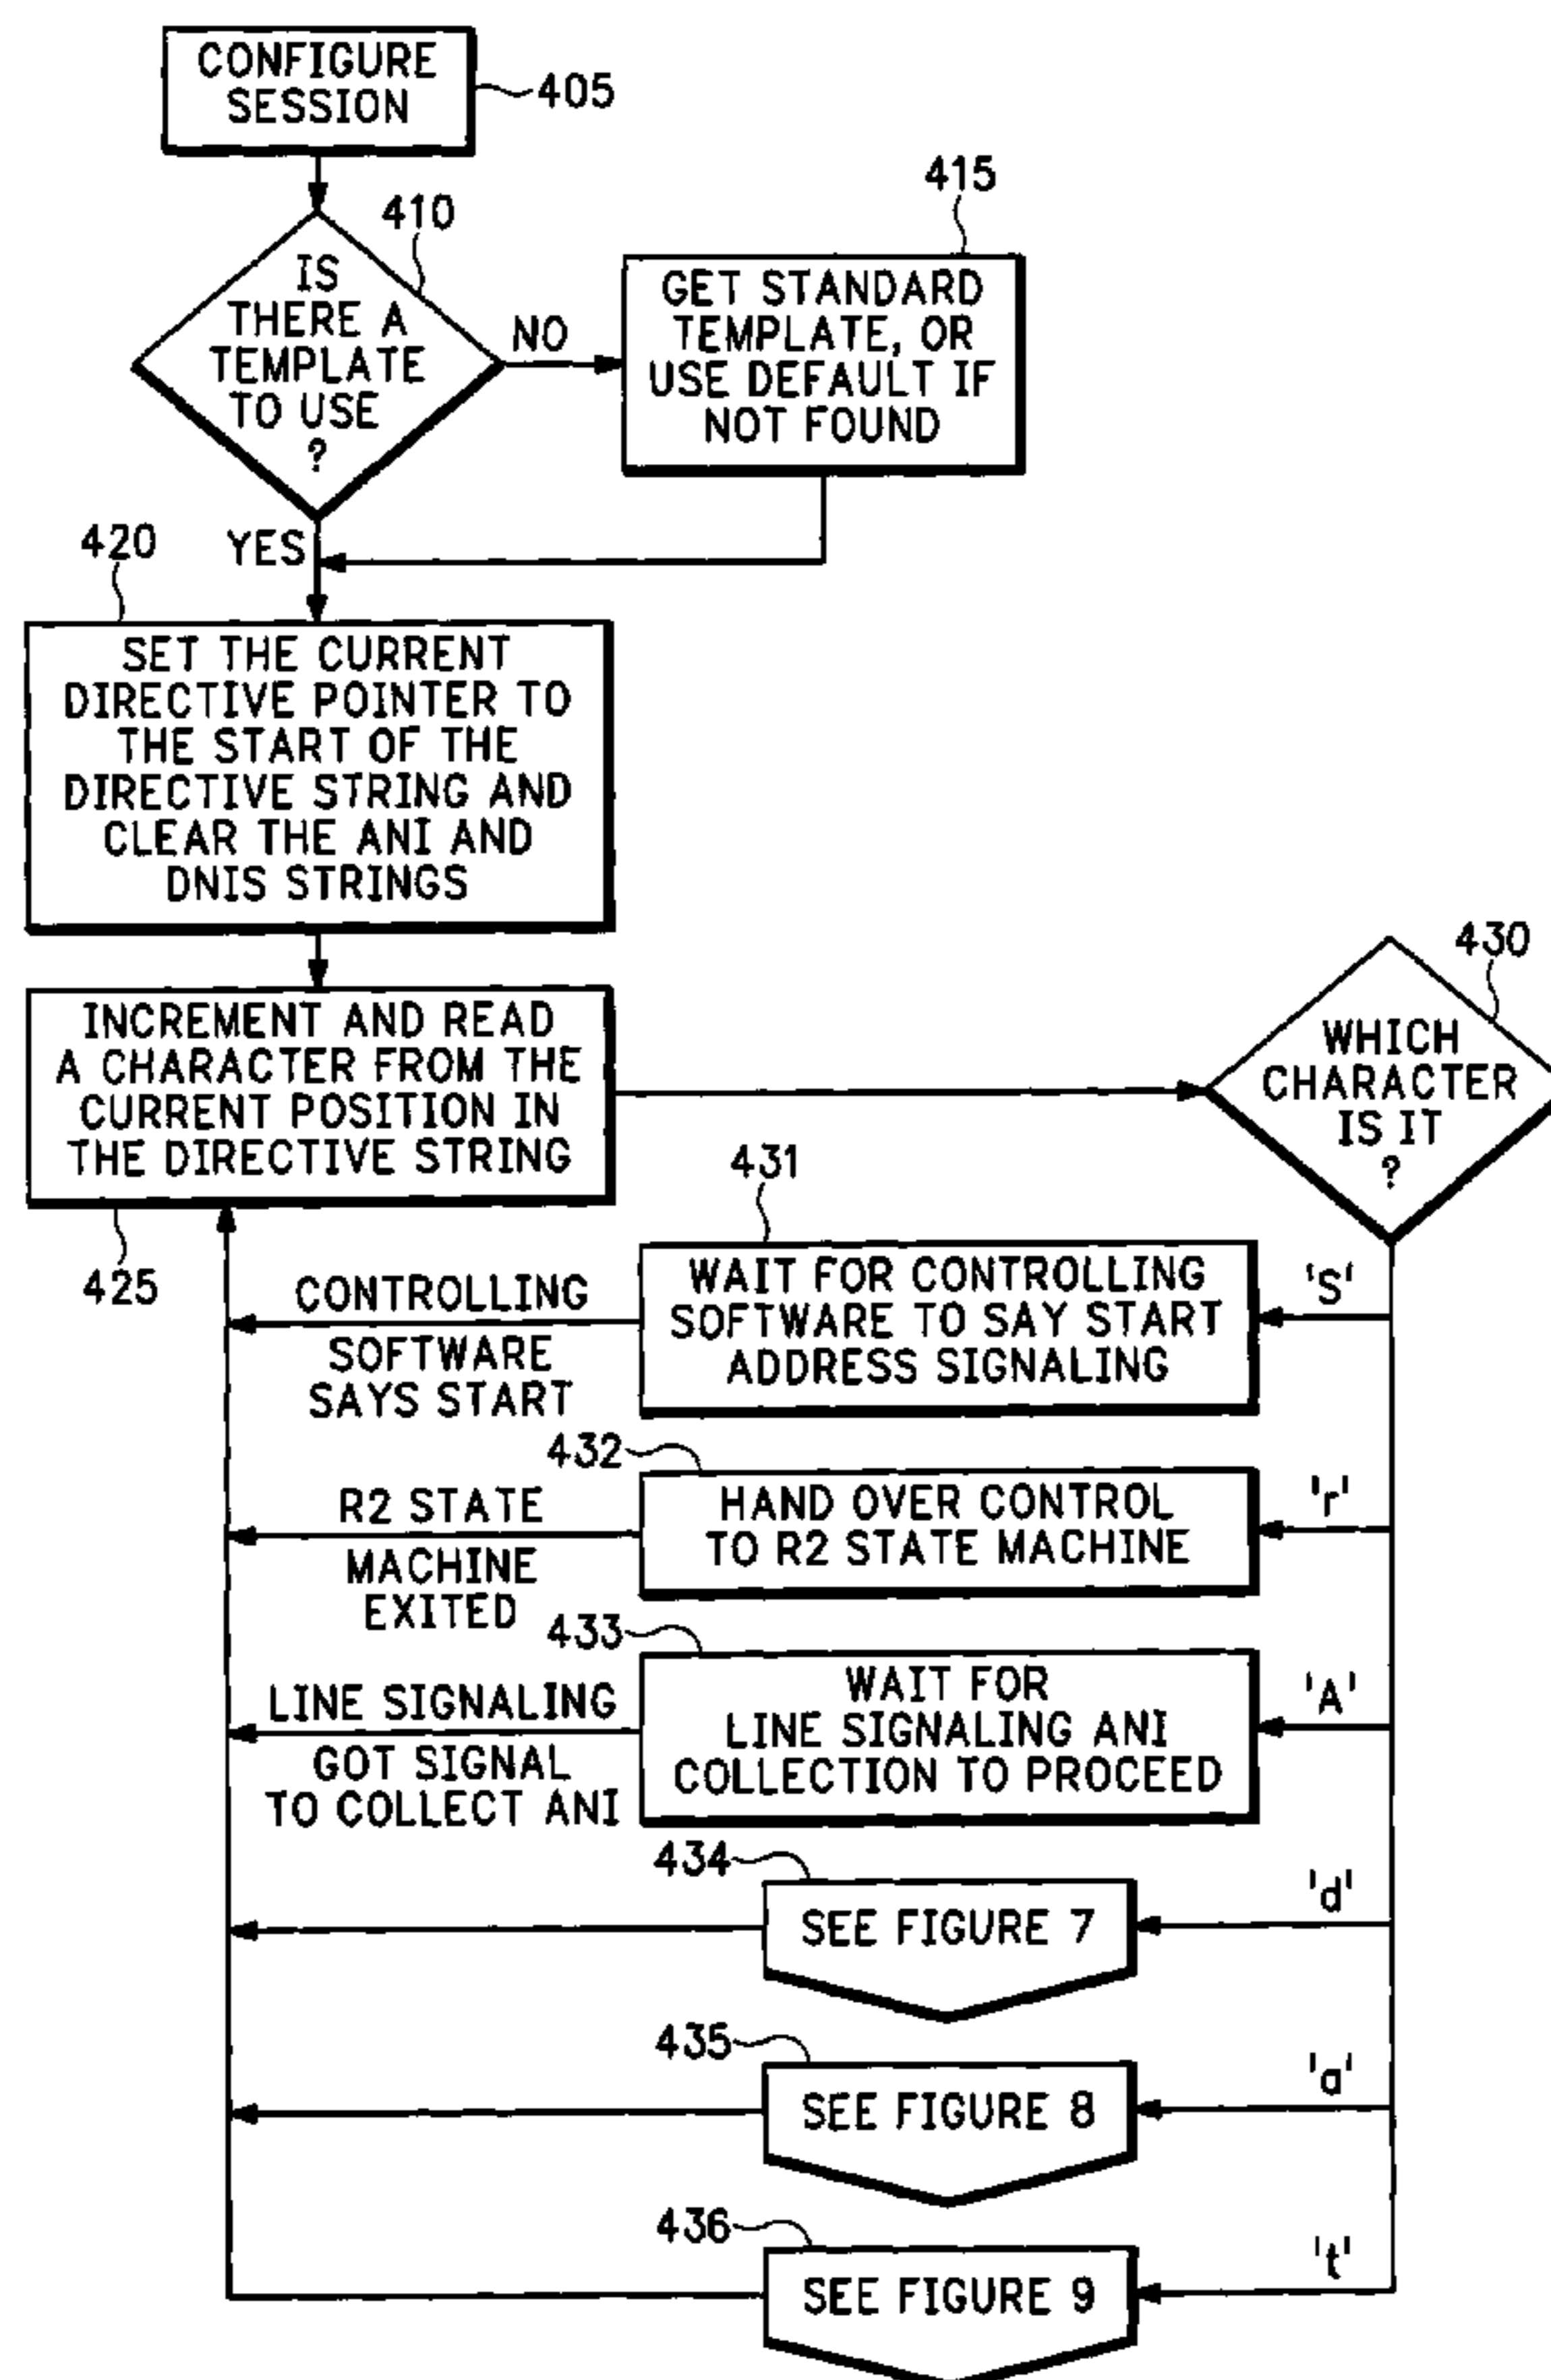 CONFIGURE
SESSION
405
410
415
IS
THERE A
TEMPLATE
TO USE
?
NO
GET STANDARD
TEMPLATE, OR
USE DEFAULT IF
NOT FOUND
YES
420
SET THE CURRENT
DIRECTIVE POINTER TO
THE START OF THE
DIRECTIVE STRING AND
CLEAR THE ANI AND
DNIS STRINGS
INCREMENT AND READ
A CHARACTER FROM THE
CURRENT POSITION IN
THE DIRECTIVE STRING
425
430
WHICH
CHARACTER
IS IT
?
431
'S'
WAIT FOR CONTROLLING
SOFTWARE TO SAY START
ADDRESS SIGNALING
CONTROLLING
SOFTWARE
SAYS START
432
'r'
HAND OVER CONTROL
TO R2 STATE MACHINE
R2 STATE
MACHINE
EXITED
433
'A'
WAIT FOR
LINE SIGNALING ANI
COLLECTION TO PROCEED
LINE SIGNALING
GOT SIGNAL
TO COLLECT ANI
434
'd'
SEE FIGURE 7
435
'a'
SEE FIGURE 8
436
't'
SEE FIGURE 9